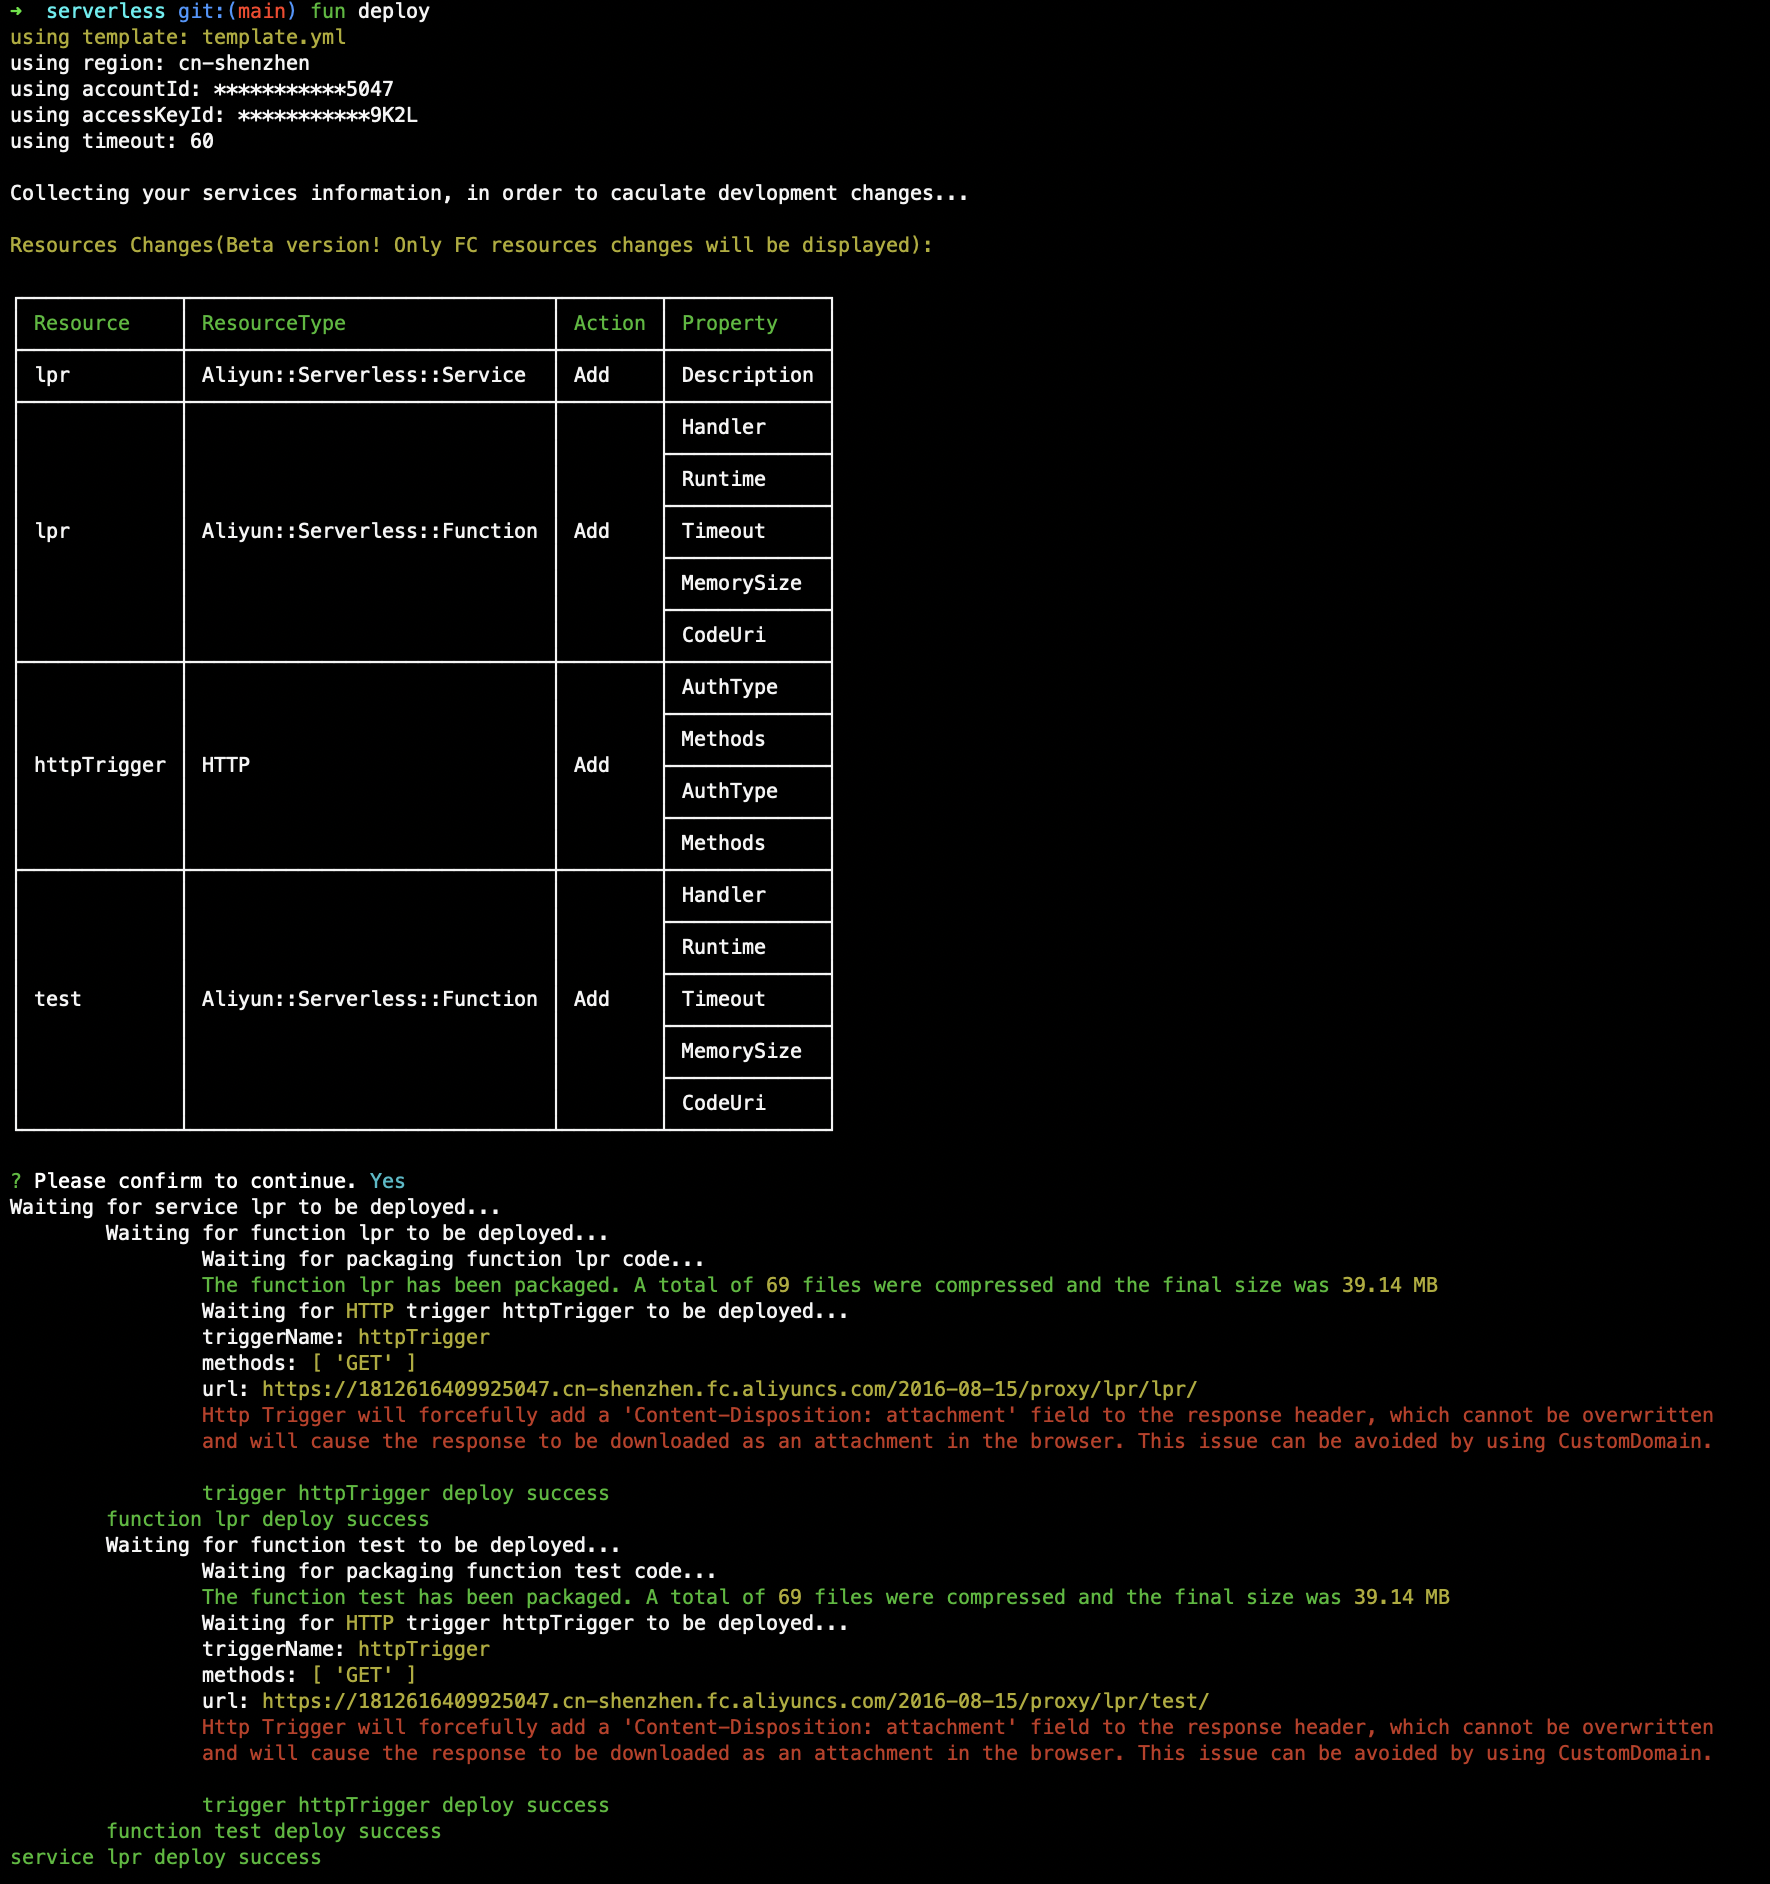 ➜ serverless git:(main) fun deploy
using template: template.yml
using region: cn-shenzhen
using accountId: ***********5047
using accessKeyId: ***********9K2L
using timeout: 60
Collecting your services information, in order to caculate devlopment changes...
Resources Changes(Beta version! Only FC resources changes will be displayed):
Resource ResourceType Action Property
lpr Aliyun::Serverless::Service Add Description
Handler
Runtime
lpr Aliyun::Serverless::Function Add Timeout
MemorySize
CodeUri
AuthType
Methods
httpTrigger HTTP Add
AuthType
Methods
Handler
Runtime
test Aliyun::Serverless::Function Add Timeout
MemorySize
CodeUri
? Please confirm to continue. Yes
Waiting for service lpr to be deployed...
Waiting for function lpr to be deployed...
Waiting for packaging function lpr code...
The function lpr has been packaged. A total of 69 files were compressed and the final size was 39.14 MB
Waiting for HTTP trigger httpTrigger to be deployed...
triggerName: httpTrigger
methods: [ 'GET' ]
url: https://1812616409925047.cn-shenzhen.fc.aliyuncs.com/2016-08-15/proxy/lpr/lpr/
Http Trigger will forcefully add a 'Content-Disposition: attachment' field to the response header, which cannot be overwritten
and will cause the response to be downloaded as an attachment in the browser. This issue can be avoided by using CustomDomain.
trigger httpTrigger deploy success
function lpr deploy success
Waiting for function test to be deployed...
Waiting for packaging function test code...
The function test has been packaged. A total of 69 files were compressed and the final size was 39.14 MB
Waiting for HTTP trigger httpTrigger to be deployed...
triggerName: httpTrigger
methods: [ 'GET' ]
url: https://1812616409925047.cn-shenzhen.fc.aliyuncs.com/2016-08-15/proxy/lpr/test/
Http Trigger will forcefully add a 'Content-Disposition: attachment' field to the response header, which cannot be overwritten
and will cause the response to be downloaded as an attachment in the browser. This issue can be avoided by using CustomDomain.
trigger httpTrigger deploy success
function test deploy success
service lpr deploy success